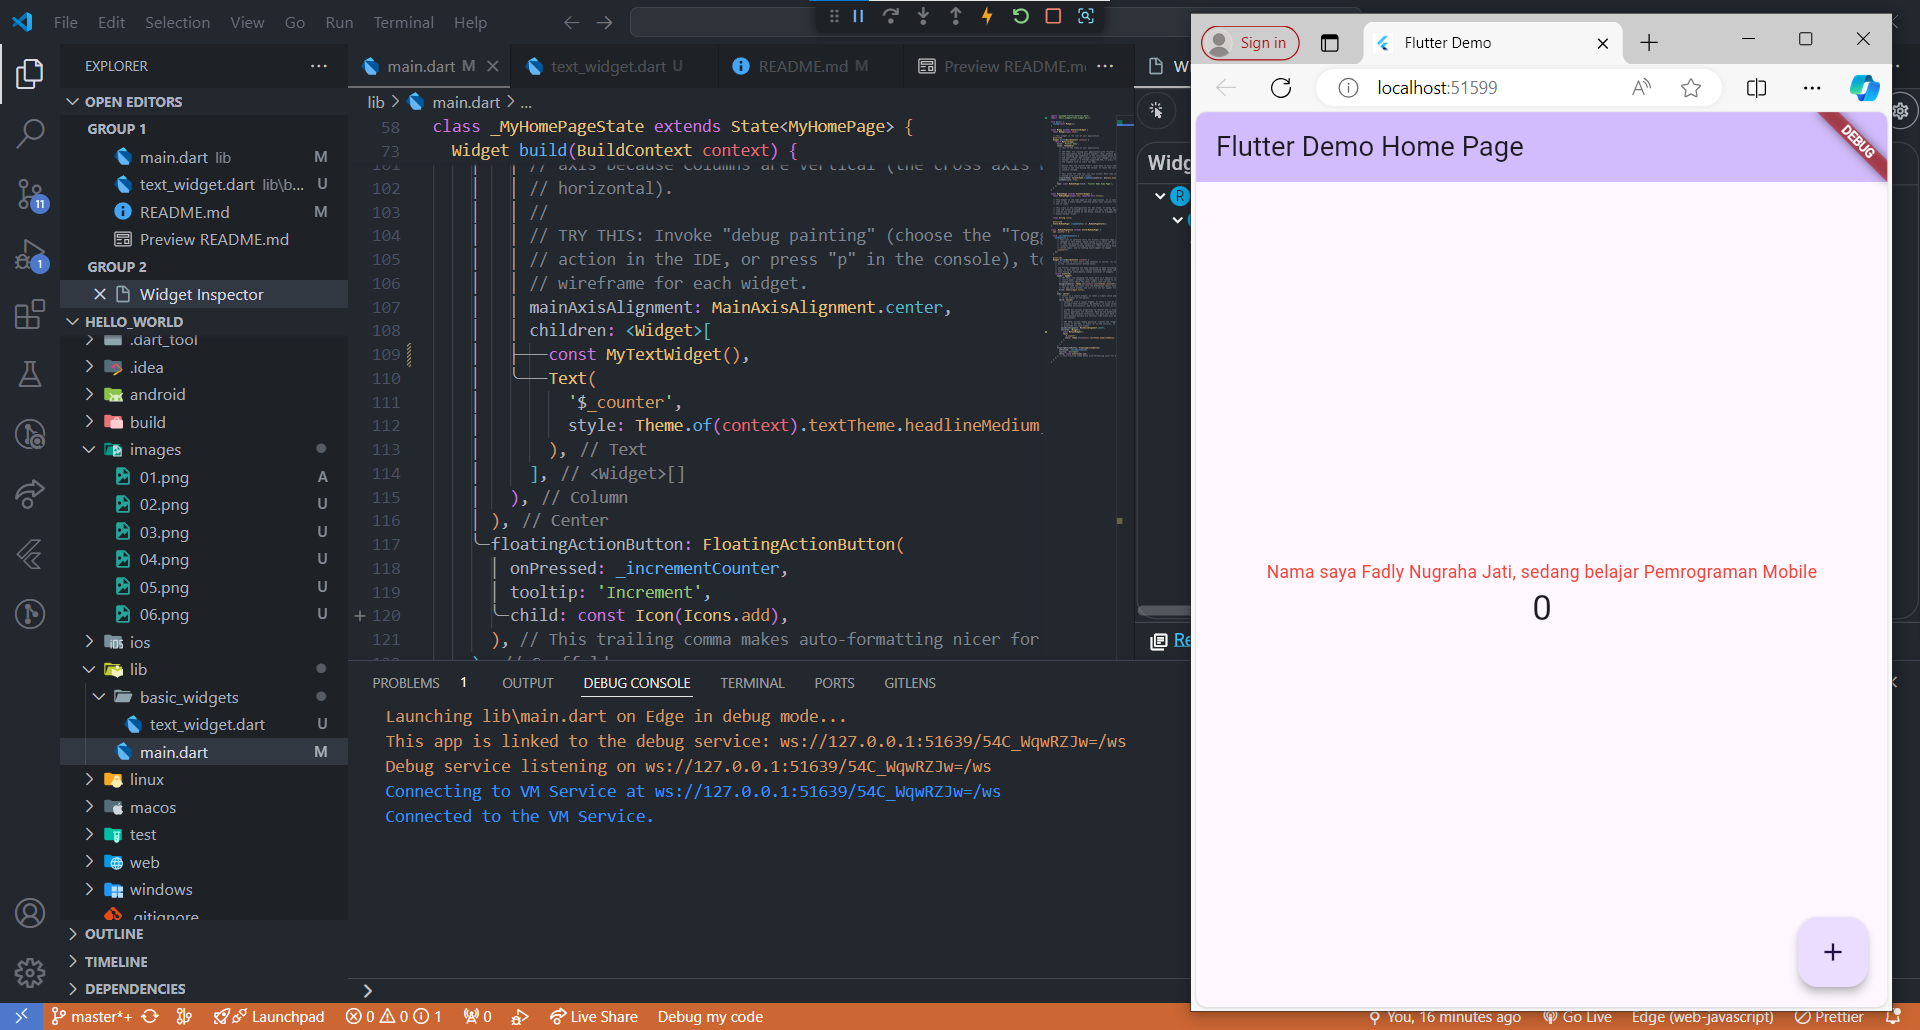 File Edit Selection View Go Run Terminal Help
EXPLORER
OPEN EDITORS
GROUP 1
main.dart lib M
text_widget.dart lib\b... U
README.md M
Preview README.md
GROUP 2
Widget Inspector
HELLO_WORLD
.dart_tool
.idea
android
build
images
01.png A
02.png U
03.png U
04.png U
05.png U
06.png U
ios
lib
basic_widgets
text_widget.dart U
main.dart M
linux
macos
test
web
windows
.gitignore
OUTLINE
TIMELINE
DEPENDENCIES
11
1
main.dart M
text_widget.dart U
README.md M
Preview README.m
lib > main.dart > ...
58 class _MyHomePageState extends State<MyHomePage> {
73 Widget build(BuildContext context) {
101 // axis because Columns are vertical (the cross axis
102 // horizontal).
103 //
104 // TRY THIS: Invoke "debug painting" (choose the "Togg
105 // action in the IDE, or press "p" in the console), to
106 // wireframe for each widget.
107 mainAxisAlignment: MainAxisAlignment.center,
108 children: <Widget>[
109 const MyTextWidget(),
110 Text(
111 '$_counter',
112 style: Theme.of(context).textTheme.headlineMedium,
113 ), // Text
114 ], // <Widget>[]
115 ), // Column
116 ), // Center
117 floatingActionButton: FloatingActionButton(
118 onPressed: _incrementCounter,
119 tooltip: 'Increment',
120 child: const Icon(Icons.add),
121 ), // This trailing comma makes auto-formatting nicer for
Widg
R
Re
PROBLEMS 1 OUTPUT DEBUG CONSOLE TERMINAL PORTS GITLENS
Launching lib\main.dart on Edge in debug mode...
This app is linked to the debug service: ws://127.0.0.1:51639/54C_WqwRZJw=/ws
Debug service listening on ws://127.0.0.1:51639/54C_WqwRZJw=/ws
Connecting to VM Service at ws://127.0.0.1:51639/54C_WqwRZJw=/ws
Connected to the VM Service.
Sign in
Flutter Demo
localhost:51599
Flutter Demo Home Page
DEBUG
Nama saya Fadly Nugraha Jati, sedang belajar Pemrograman Mobile
0
+
master*+ Launchpad 0 0 1 0 Live Share Debug my code You, 16 minutes ago Go Live Edge (web-javascript) Prettier